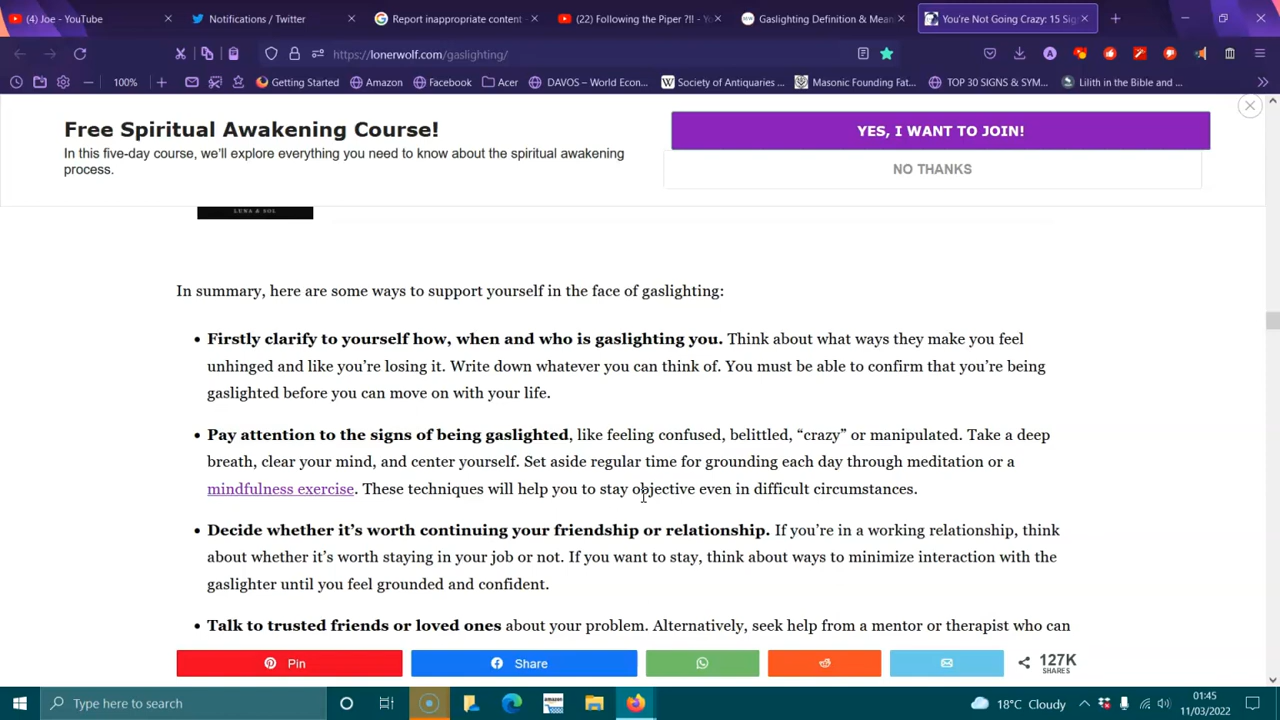 (4) Joe - YouTube
Notifications / Twitter
Report inappropriate content -
(22) Following the Piper ?!! - Yo
Gaslighting Definition & Mean
You're Not Going Crazy: 15 Sig
https://lonerwolf.com/gaslighting/
100%
Getting Started
Amazon
Facebook
Acer
DAVOS – World Econ...
Society of Antiquaries ...
Masonic Founding Fat...
TOP 30 SIGNS & SYM...
Lilith in the Bible and ...
Free Spiritual Awakening Course!
In this five-day course, we'll explore everything you need to know about the spiritual awakening
process.
YES, I WANT TO JOIN!
NO THANKS
LUNA & SOL
In summary, here are some ways to support yourself in the face of gaslighting:
• Firstly clarify to yourself how, when and who is gaslighting you. Think about what ways they make you feel
unhinged and like you're losing it. Write down whatever you can think of. You must be able to confirm that you're being
gaslighted before you can move on with your life.
• Pay attention to the signs of being gaslighted, like feeling confused, belittled, “crazy” or manipulated. Take a deep
breath, clear your mind, and center yourself. Set aside regular time for grounding each day through meditation or a
mindfulness exercise. These techniques will help you to stay objective even in difficult circumstances.
• Decide whether it's worth continuing your friendship or relationship. If you're in a working relationship, think
about whether it's worth staying in your job or not. If you want to stay, think about ways to minimize interaction with the
gaslighter until you feel grounded and confident.
• Talk to trusted friends or loved ones about your problem. Alternatively, seek help from a mentor or therapist who can
Pin
Share
127K
SHARES
Type here to search
18°C Cloudy
01:45
11/03/2022